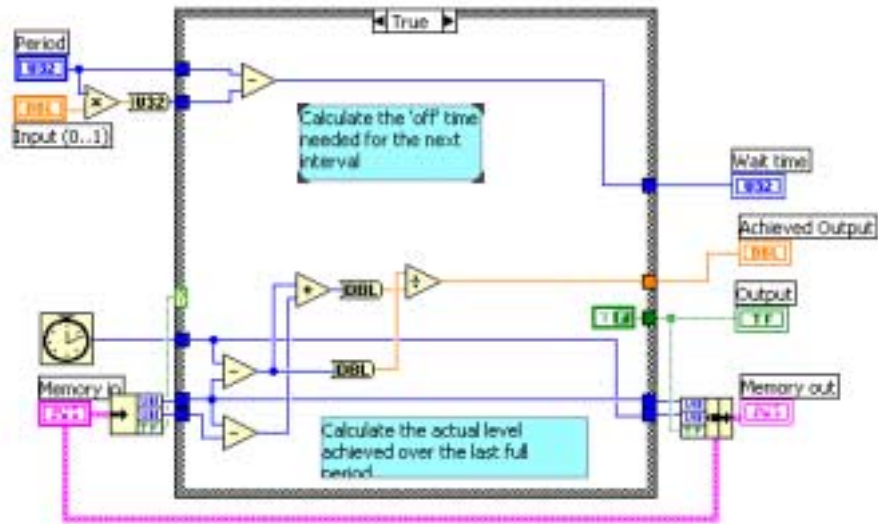 True
Period
U32
U32
DBL
Input (0..1)
Calculate the 'off' time
needed for the next
interval
Wait time
U32
Achieved Output
DBL
DBL
Output
TF
DBL
Memory in
Memory out
Calculate the actual level
achieved over the last full
period